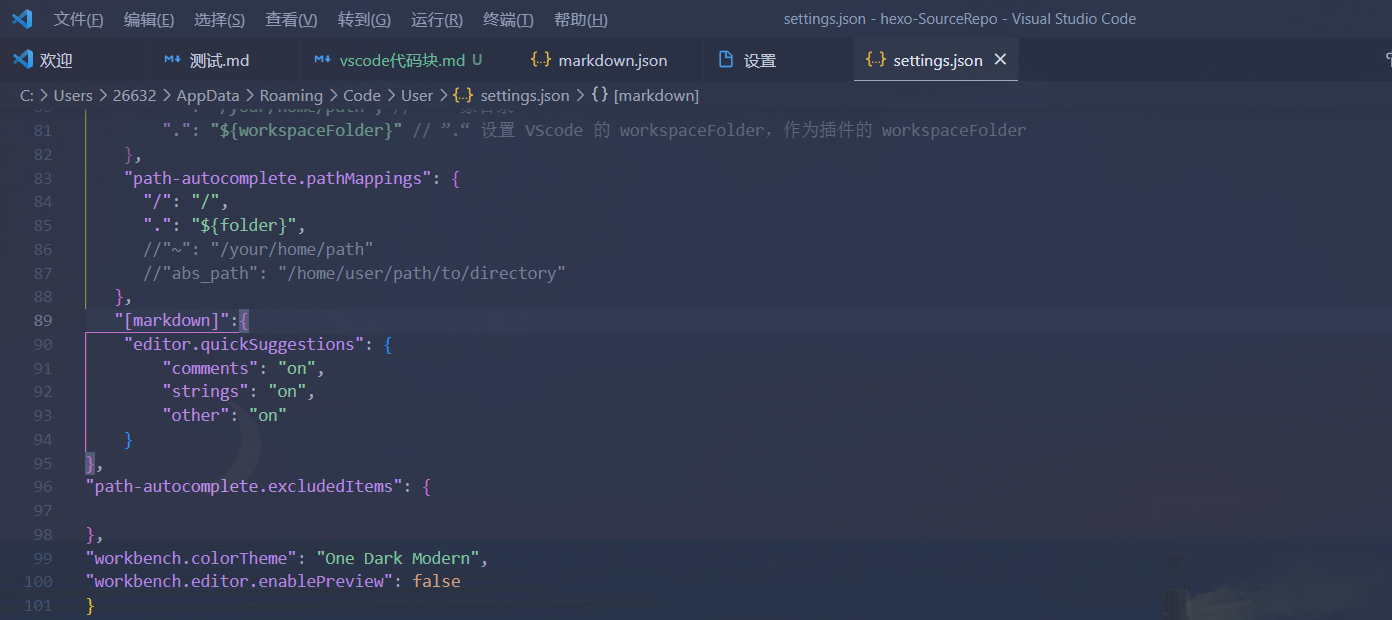 文件(F) 编辑(E) 选择(S) 查看(V) 转到(G) 运行(R) 终端(T) 帮助(H) settings.json - hexo-SourceRepo - Visual Studio Code
欢迎 测试.md vscode代码块.md U {..} markdown.json 设置 {..} settings.json ×
C: > Users > 26632 > AppData > Roaming > Code > User > {..} settings.json > {} [markdown]
81 ".": "${workspaceFolder}" // ”.“ 设置 VScode 的 workspaceFolder，作为插件的 workspaceFolder
82 },
83 "path-autocomplete.pathMappings": {
84 "/": "/",
85 ".": "${folder}",
86 //"~": "/your/home/path"
87 //"abs_path": "/home/user/path/to/directory"
88 },
89 "[markdown]":{
90 "editor.quickSuggestions": {
91 "comments": "on",
92 "strings": "on",
93 "other": "on"
94 }
95 },
96 "path-autocomplete.excludedItems": {
97
98 },
99 "workbench.colorTheme": "One Dark Modern",
100 "workbench.editor.enablePreview": false
101 }